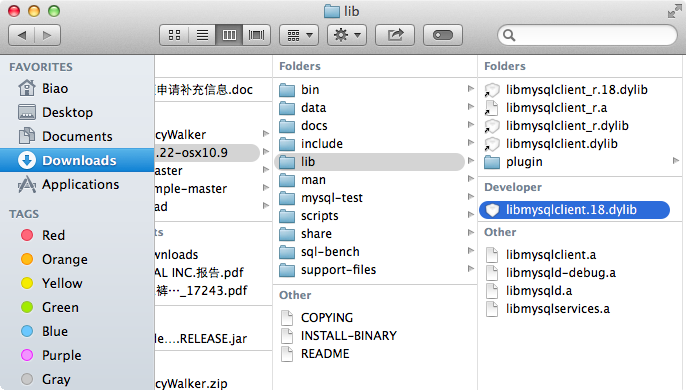 lib
FAVORITES
Biao
Desktop
Documents
Downloads
Applications
TAGS
Red
Orange
Yellow
Green
Blue
Purple
Gray
申请补充信息.doc
cyWalker
.22-osx10.9
aster
mple-master
ad
ts
wnloads
AL INC.报告.pdf
裤…_17243.pdf
le....RELEASE.jar
cyWalker.zip
Folders
bin
data
docs
include
lib
man
mysql-test
scripts
share
sql-bench
support-files
Other
COPYING
INSTALL-BINARY
README
Folders
libmysqlclient_r.18.dylib
libmysqlclient_r.a
libmysqlclient_r.dylib
libmysqlclient.dylib
plugin
Developer
libmysqlclient.18.dylib
Other
libmysqlclient.a
libmysqld-debug.a
libmysqld.a
libmysqlservices.a